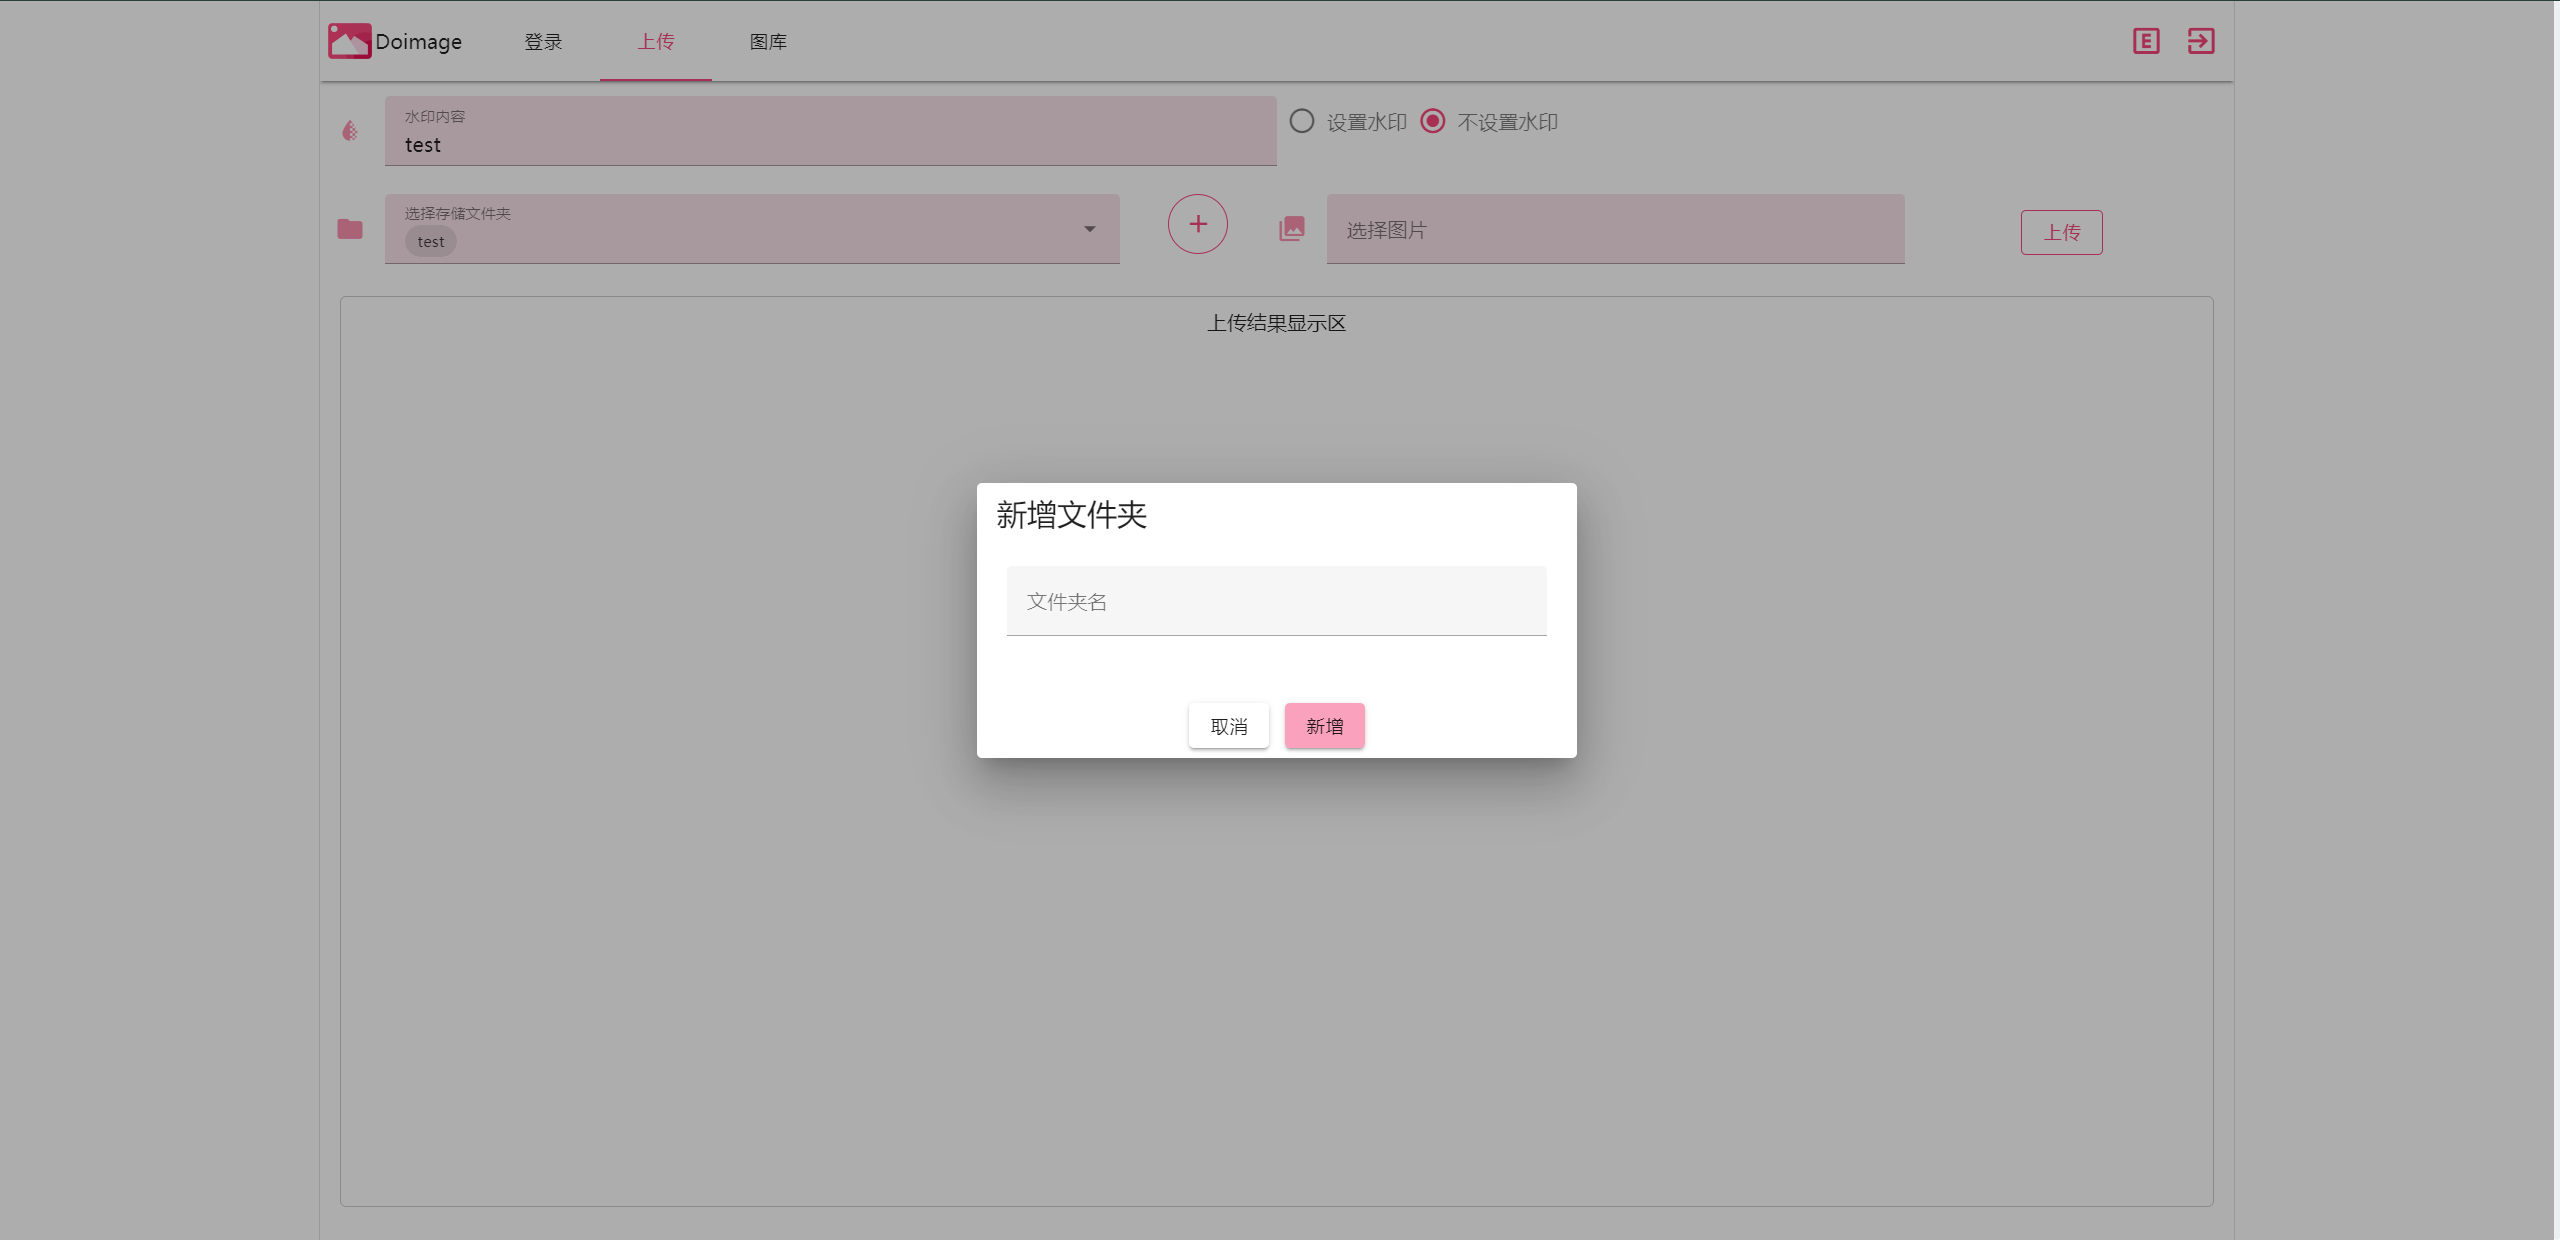 Doimage 登录 上传 图库
水印内容
test
设置水印 不设置水印
选择存储文件夹
test
选择图片
上传
上传结果显示区
新增文件夹
文件夹名
取消 新增